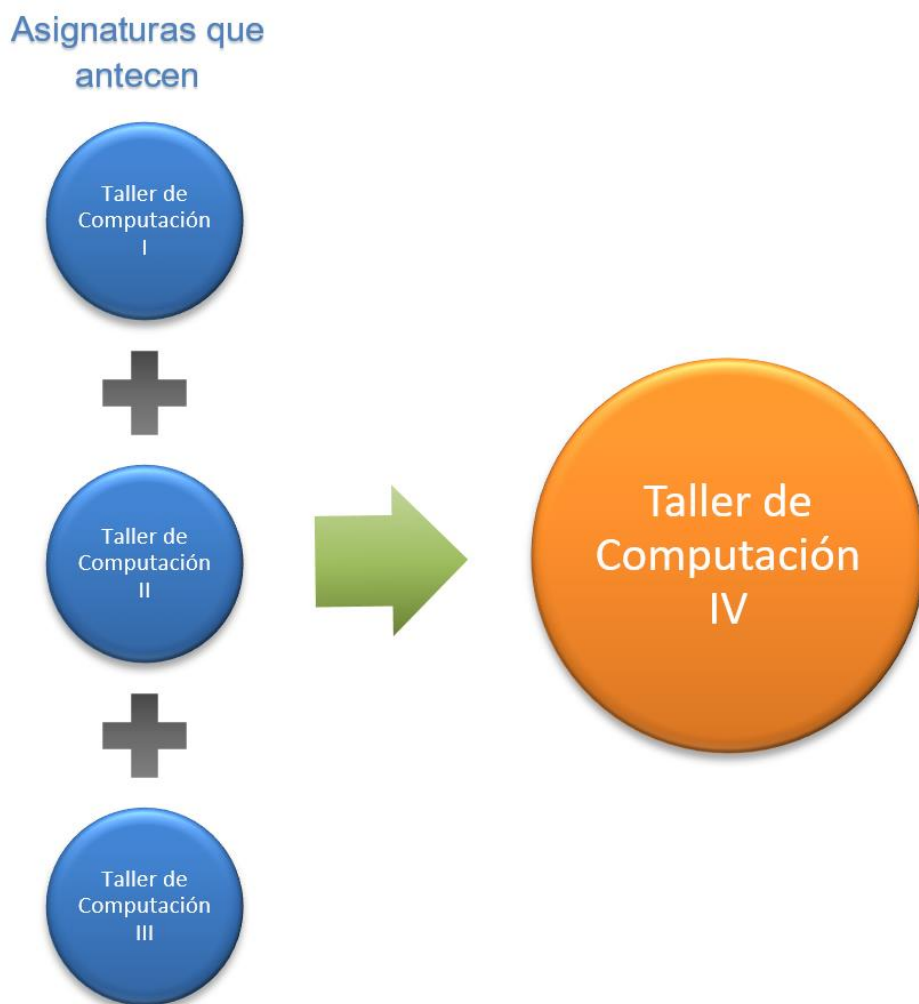 Asignaturas que
antecen
Taller de
Computación
I
Taller de
Computación
II
Taller de
Computación
III
Taller de
Computación
IV